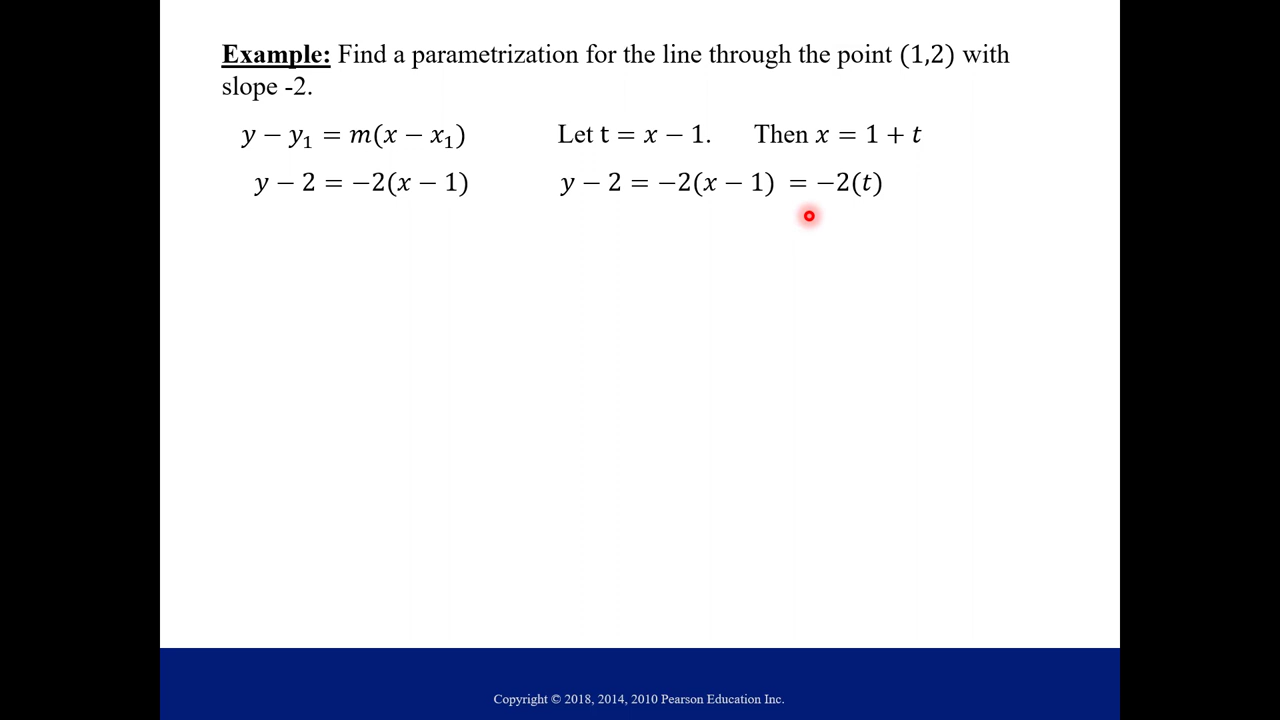 Example: Find a parametrization for the line through the point (1,2) with
slope -2.
y − y₁ = m(x − x₁) Let t = x − 1. Then x = 1 + t
y − 2 = −2(x − 1) y − 2 = −2(x − 1) = −2(t)
Copyright © 2018, 2014, 2010 Pearson Education Inc.